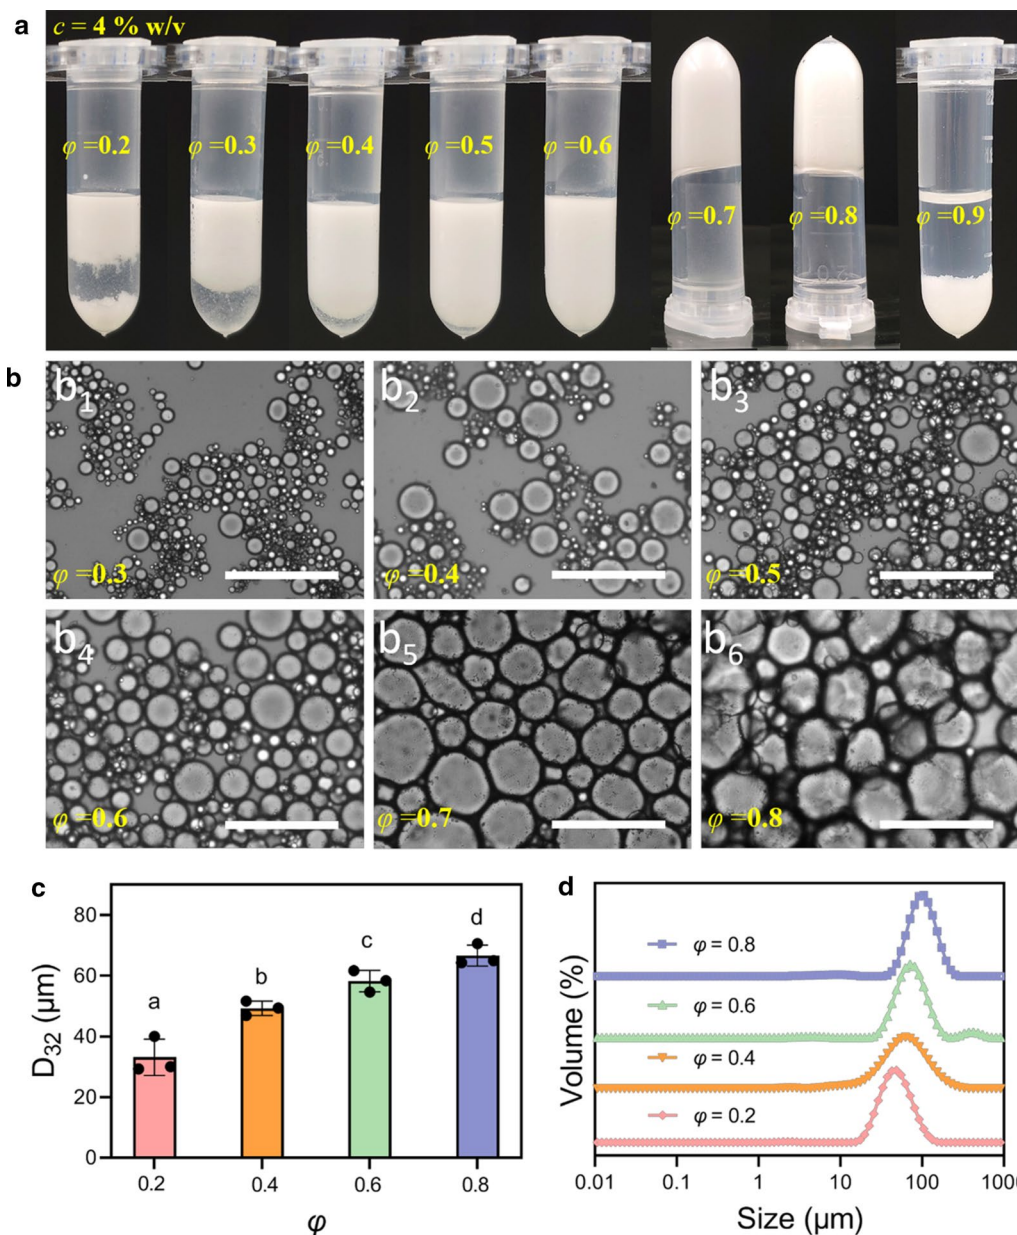 a
c = 4 % w/v
φ =0.2
φ =0.3
φ =0.4
φ =0.5
φ =0.6
φ =0.7
φ =0.8
φ =0.9
b
b1
φ=0.3
b2
φ =0.4
b3
φ =0.5
b4
φ =0.6
b5
φ =0.7
b6
φ =0.8
c
D32 (µm)
80
60
40
20
0
a
b
c
d
0.2
0.4
0.6
0.8
φ
d
Volume (%)
φ = 0.8
φ = 0.6
φ = 0.4
φ = 0.2
0.01
0.1
1
10
100
1000
Size (µm)